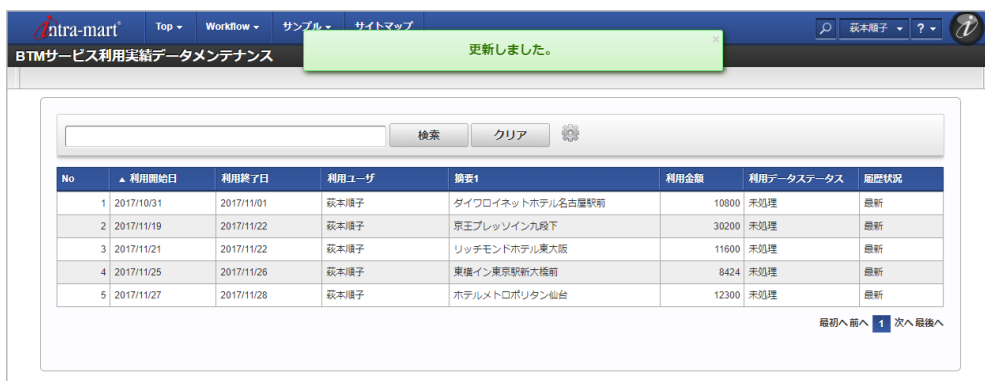 intra-mart Top Workflow サンプル サイトマップ 萩本順子 ?
BTMサービス利用実績データメンテナンス
更新しました。
検索 クリア
No ▲ 利用開始日 利用終了日 利用ユーザ 摘要1 利用金額 利用データステータス 履歴状況
1 2017/10/31 2017/11/01 萩本順子 ダイワロイネットホテル名古屋駅前 10800 未処理 最新
2 2017/11/19 2017/11/22 萩本順子 京王プレッソイン九段下 30200 未処理 最新
3 2017/11/21 2017/11/22 萩本順子 リッチモンドホテル東大阪 11600 未処理 最新
4 2017/11/25 2017/11/26 萩本順子 東横イン東京駅新大橋前 8424 未処理 最新
5 2017/11/27 2017/11/28 萩本順子 ホテルメトロポリタン仙台 12300 未処理 最新
最初へ 前へ 1 次へ 最後へ